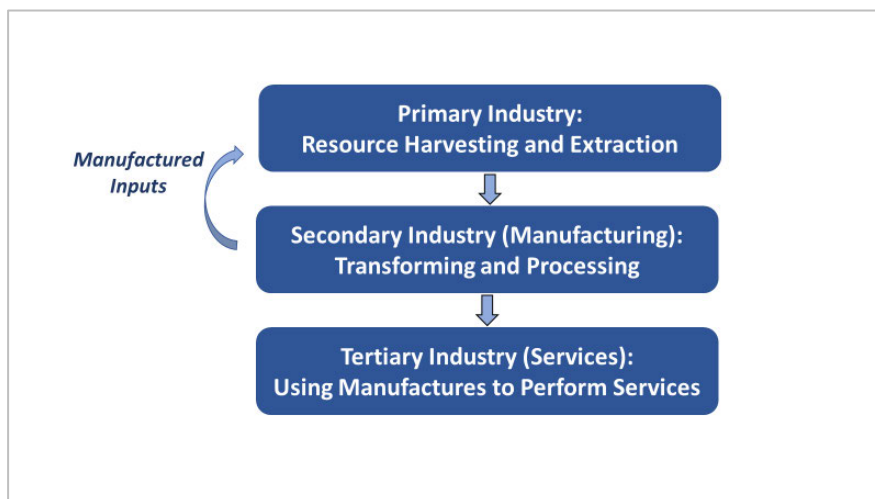 Primary Industry:
Resource Harvesting and Extraction
Manufactured
Inputs
Secondary Industry (Manufacturing):
Transforming and Processing
Tertiary Industry (Services):
Using Manufactures to Perform Services